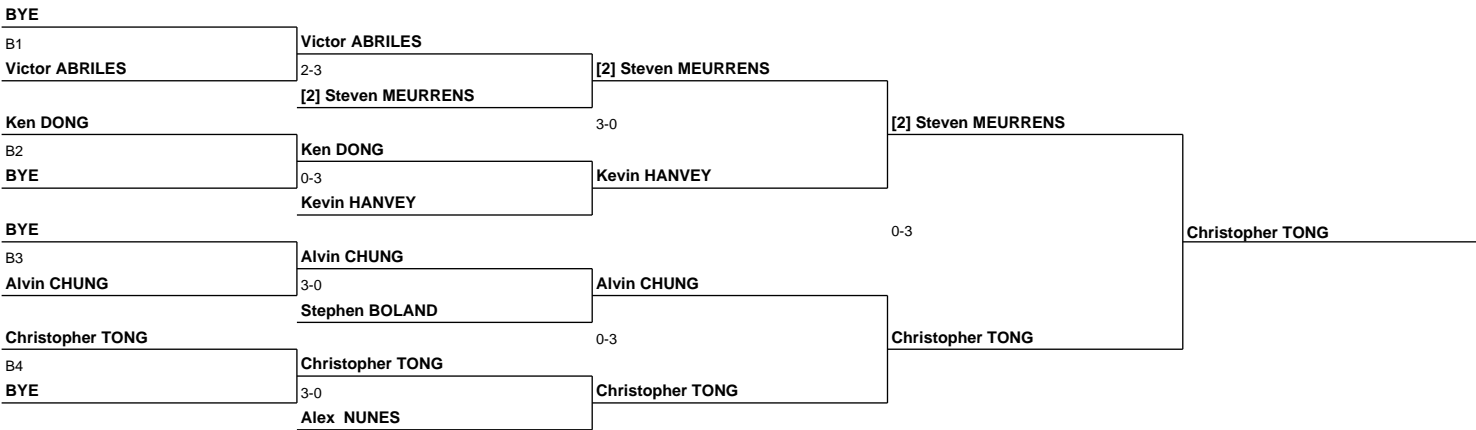 BYE
B1
Victor ABRILES
Victor ABRILES
2-3
[2] Steven MEURRENS
[2] Steven MEURRENS
Ken DONG
3-0
[2] Steven MEURRENS
B2
Ken DONG
BYE
0-3
Kevin HANVEY
Kevin HANVEY
BYE
0-3
Christopher TONG
B3
Alvin CHUNG
Alvin CHUNG
3-0
Alvin CHUNG
Stephen BOLAND
Christopher TONG
0-3
Christopher TONG
B4
Christopher TONG
BYE
3-0
Christopher TONG
Alex NUNES